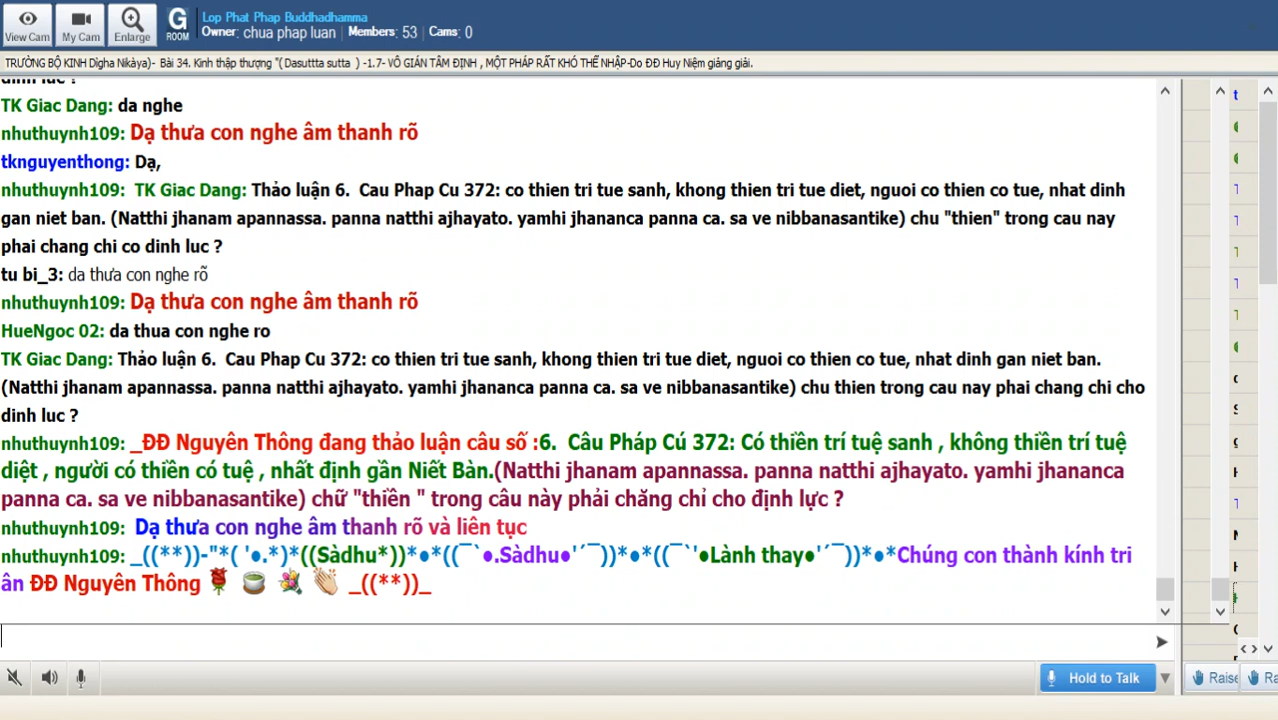 Lop Phat Phap Buddhadhamma
View Cam
My Cam
Enlarge
G
ROOM
Owner: chua phap luan | Members: 53 | Cams: 0
TRƯỜNG BỘ KINH Dìgha Nikàya)- Bài 34. Kinh thập thượng "( Dasuttta sutta ) -1.7- VÔ GIÁN TÂM ĐỊNH , MỘT PHÁP RẤT KHÓ THỂ NHẬP-Do ĐĐ Huy Niệm giảng giải.
dinh luc ?
TK Giac Dang: da nghe
nhuthuynh109: Dạ thưa con nghe âm thanh rõ
tknguyenthong: Dạ,
nhuthuynh109: TK Giac Dang: Thảo luận 6. Cau Phap Cu 372: co thien tri tue sanh, khong thien tri tue diet, nguoi co thien co tue, nhat dinh
gan niet ban. (Natthi jhanam apannassa. panna natthi ajhayato. yamhi jhananca panna ca. sa ve nibbanasantike) chu "thien" trong cau nay
phai chang chi co dinh luc ?
tu bi_3: da thưa con nghe rõ
nhuthuynh109: Dạ thưa con nghe âm thanh rõ
HueNgoc 02: da thua con nghe ro
TK Giac Dang: Thảo luận 6. Cau Phap Cu 372: co thien tri tue sanh, khong thien tri tue diet, nguoi co thien co tue, nhat dinh gan niet ban.
(Natthi jhanam apannassa. panna natthi ajhayato. yamhi jhananca panna ca. sa ve nibbanasantike) chu thien trong cau nay phai chang chi cho
dinh luc ?
nhuthuynh109: _ĐĐ Nguyên Thông đang thảo luận câu số :6. Câu Pháp Cú 372: Có thiền trí tuệ sanh , không thiền trí tuệ
diệt , người có thiền có tuệ , nhất định gần Niết Bàn.(Natthi jhanam apannassa. panna natthi ajhayato. yamhi jhananca
panna ca. sa ve nibbanasantike) chữ "thiền " trong câu này phải chăng chỉ cho định lực ?
nhuthuynh109: Dạ thưa con nghe âm thanh rõ và liên tục
nhuthuynh109: _((**))-"*( '●.*)*((Sàdhu*))*●*((¯`●.Sàdhu●'´¯))*●*((¯`'●Lành thay●'´¯))*●*Chúng con thành kính tri
ân ĐĐ Nguyên Thông 🌹 🍵 💐 👏 _((**))_
Hold to Talk
Raise
Ra